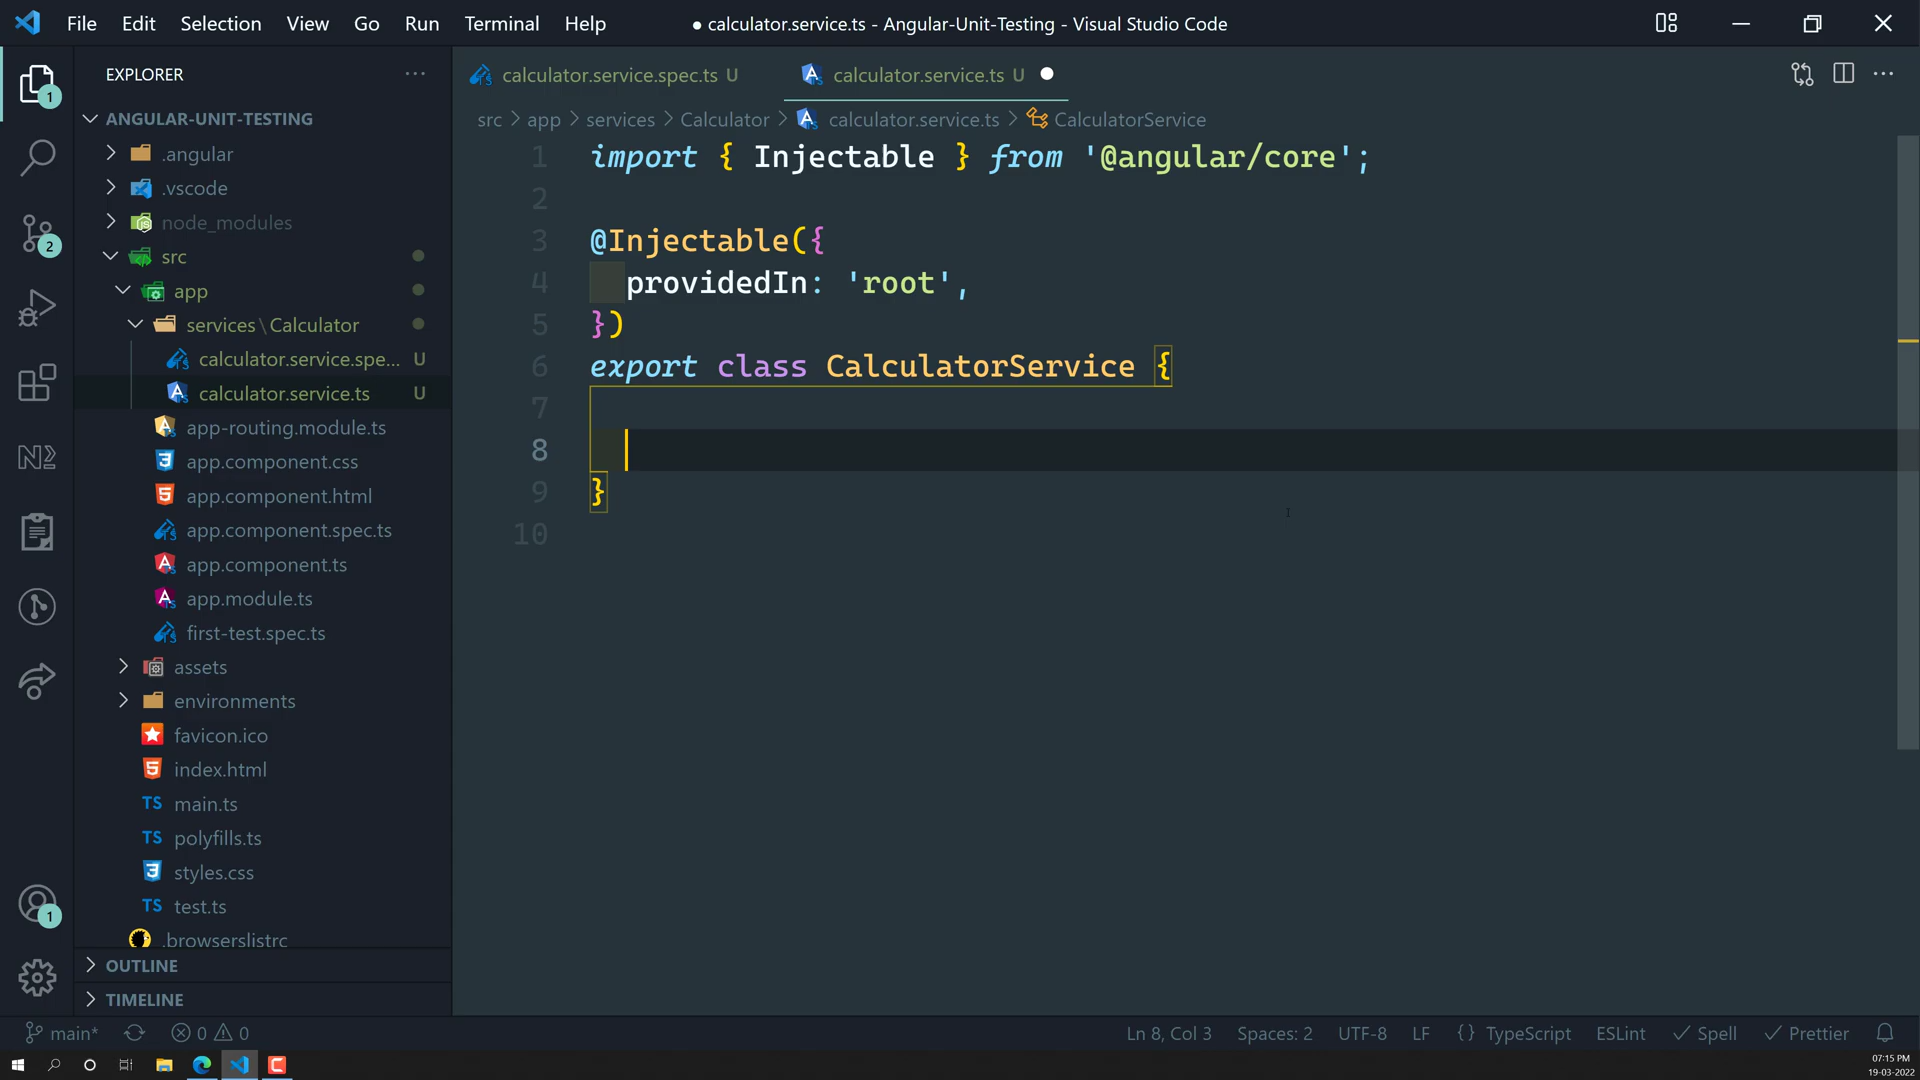 File Edit Selection View Go Run Terminal Help
● calculator.service.ts - Angular-Unit-Testing - Visual Studio Code
EXPLORER
1
ANGULAR-UNIT-TESTING
.angular
.vscode
node_modules
2
src
app
services\Calculator
calculator.service.spe... U
calculator.service.ts U
app-routing.module.ts
app.component.css
app.component.html
app.component.spec.ts
app.component.ts
app.module.ts
first-test.spec.ts
assets
environments
favicon.ico
index.html
TS main.ts
TS polyfills.ts
styles.css
TS test.ts
1
.browserslistrc
OUTLINE
TIMELINE
calculator.service.spec.ts U
calculator.service.ts U
src > app > services > Calculator > calculator.service.ts > CalculatorService
1 import { Injectable } from '@angular/core';
2
3 @Injectable({
4 providedIn: 'root',
5 })
6 export class CalculatorService {
7
8
9 }
10
main* 0 0
Ln 8, Col 3 Spaces: 2 UTF-8 LF {} TypeScript ESLint Spell Prettier
07:15 PM
19-03-2022